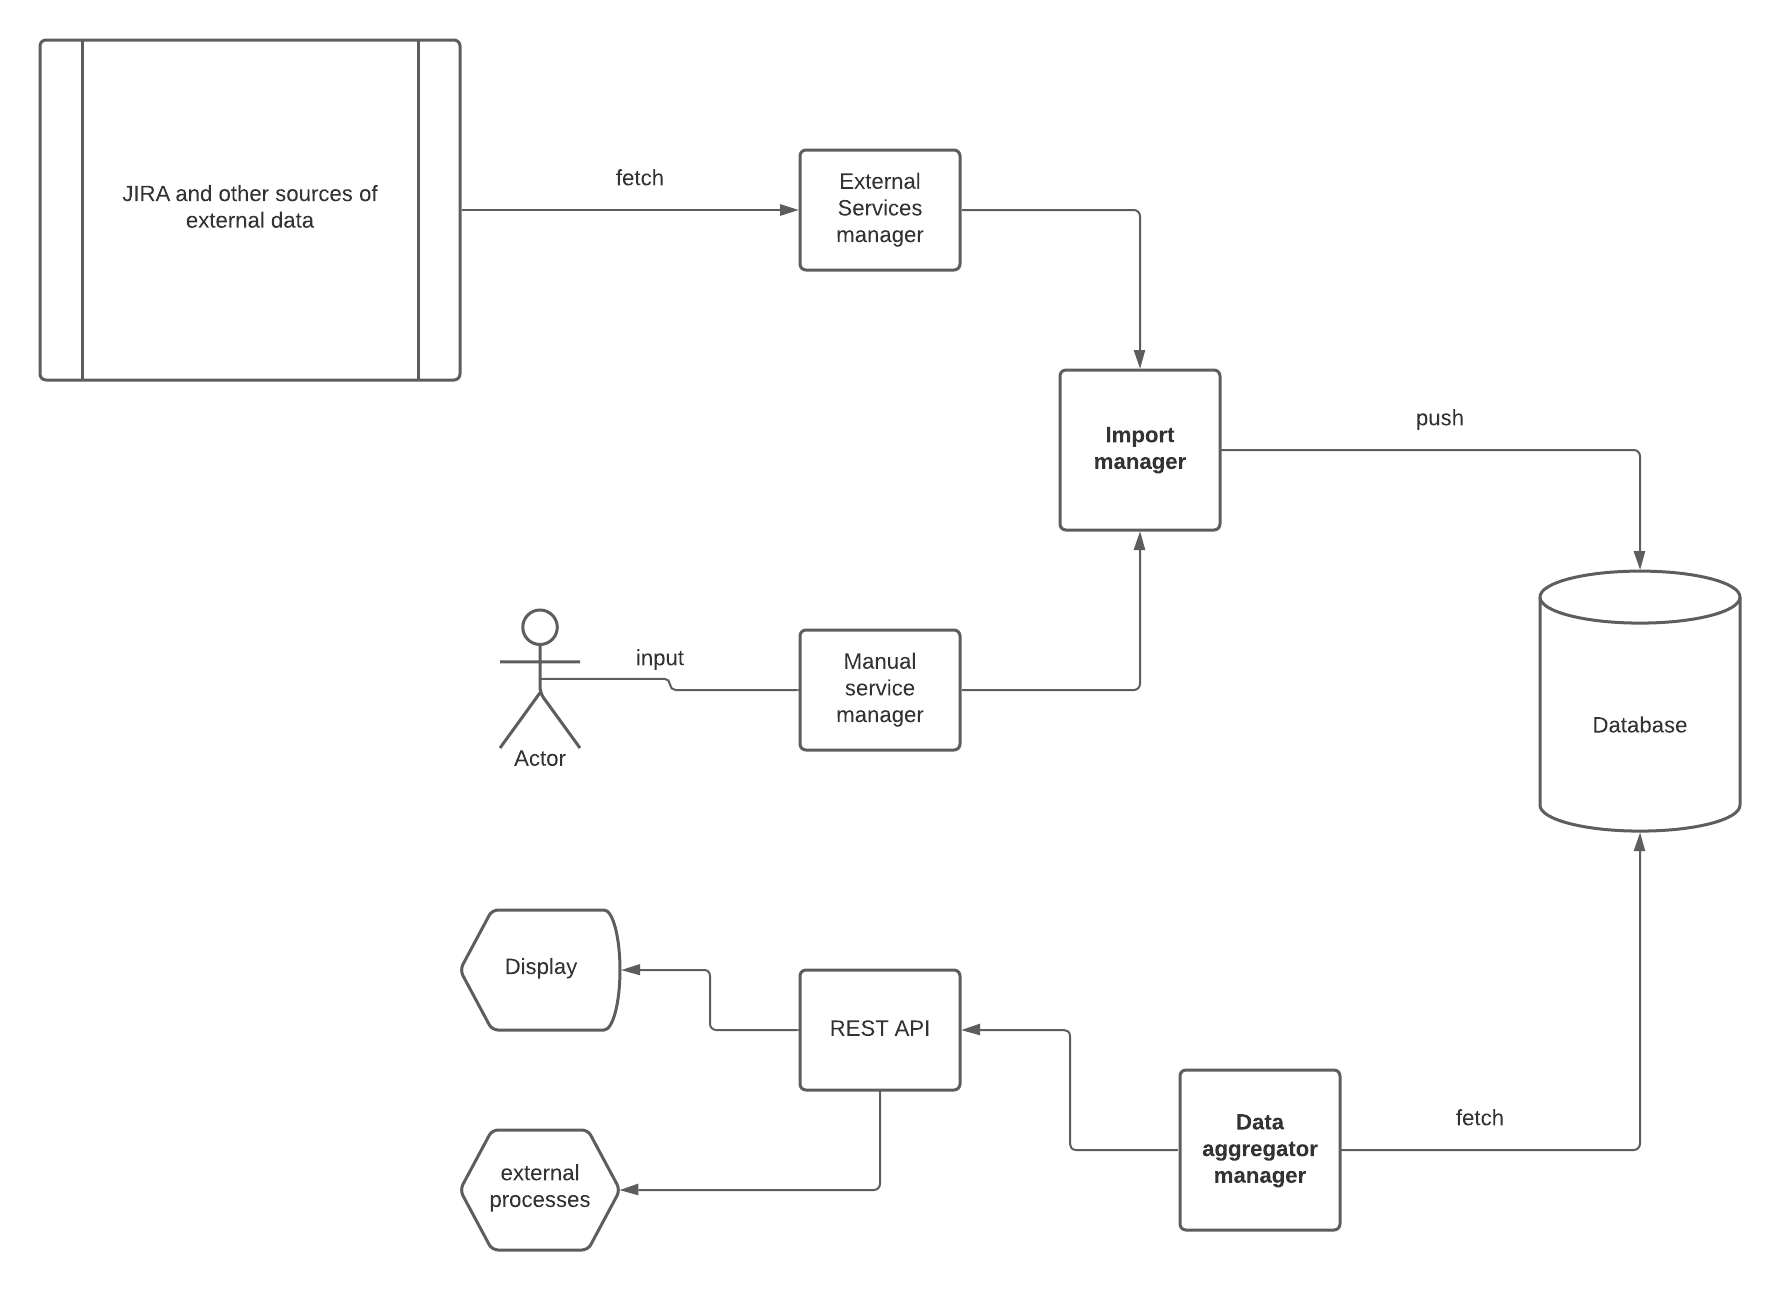 JIRA and other sources of
external data
fetch
External
Services
manager
Import
manager
push
input
Actor
Manual
service
manager
Database
Display
REST API
external
processes
Data
aggregator
manager
fetch